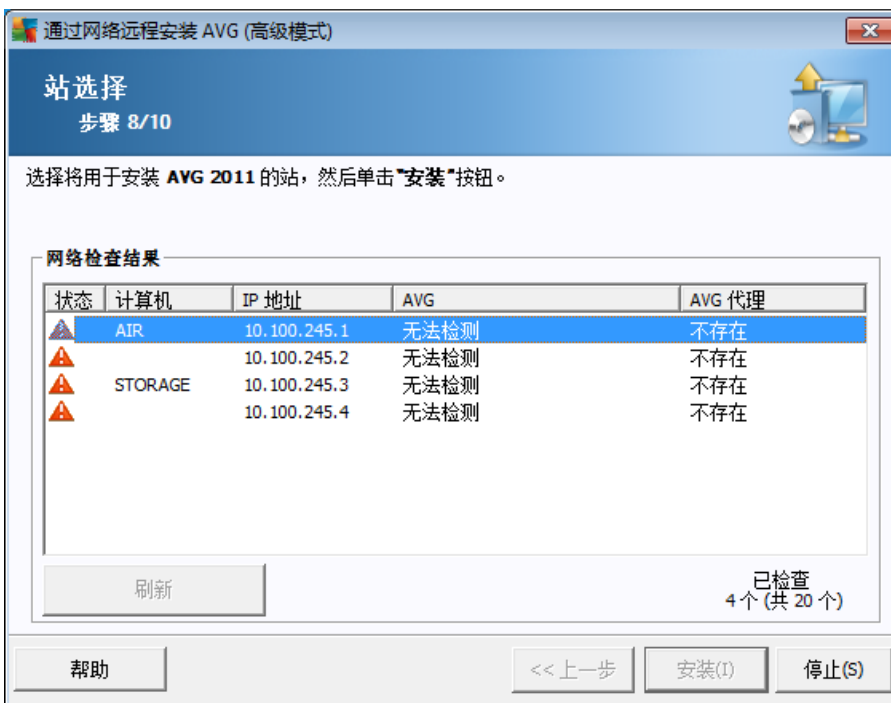 通过网络远程安装 AVG (高级模式)
站选择
步骤 8/10
选择将用于安装 AVG 2011 的站，然后单击"安装"按钮。
网络检查结果
状态 计算机 IP 地址 AVG AVG 代理
AIR 10.100.245.1 无法检测 不存在
10.100.245.2 无法检测 不存在
STORAGE 10.100.245.3 无法检测 不存在
10.100.245.4 无法检测 不存在
刷新
已检查
4个 (共 20 个)
帮助 << 上一步 安装(I) 停止(S)